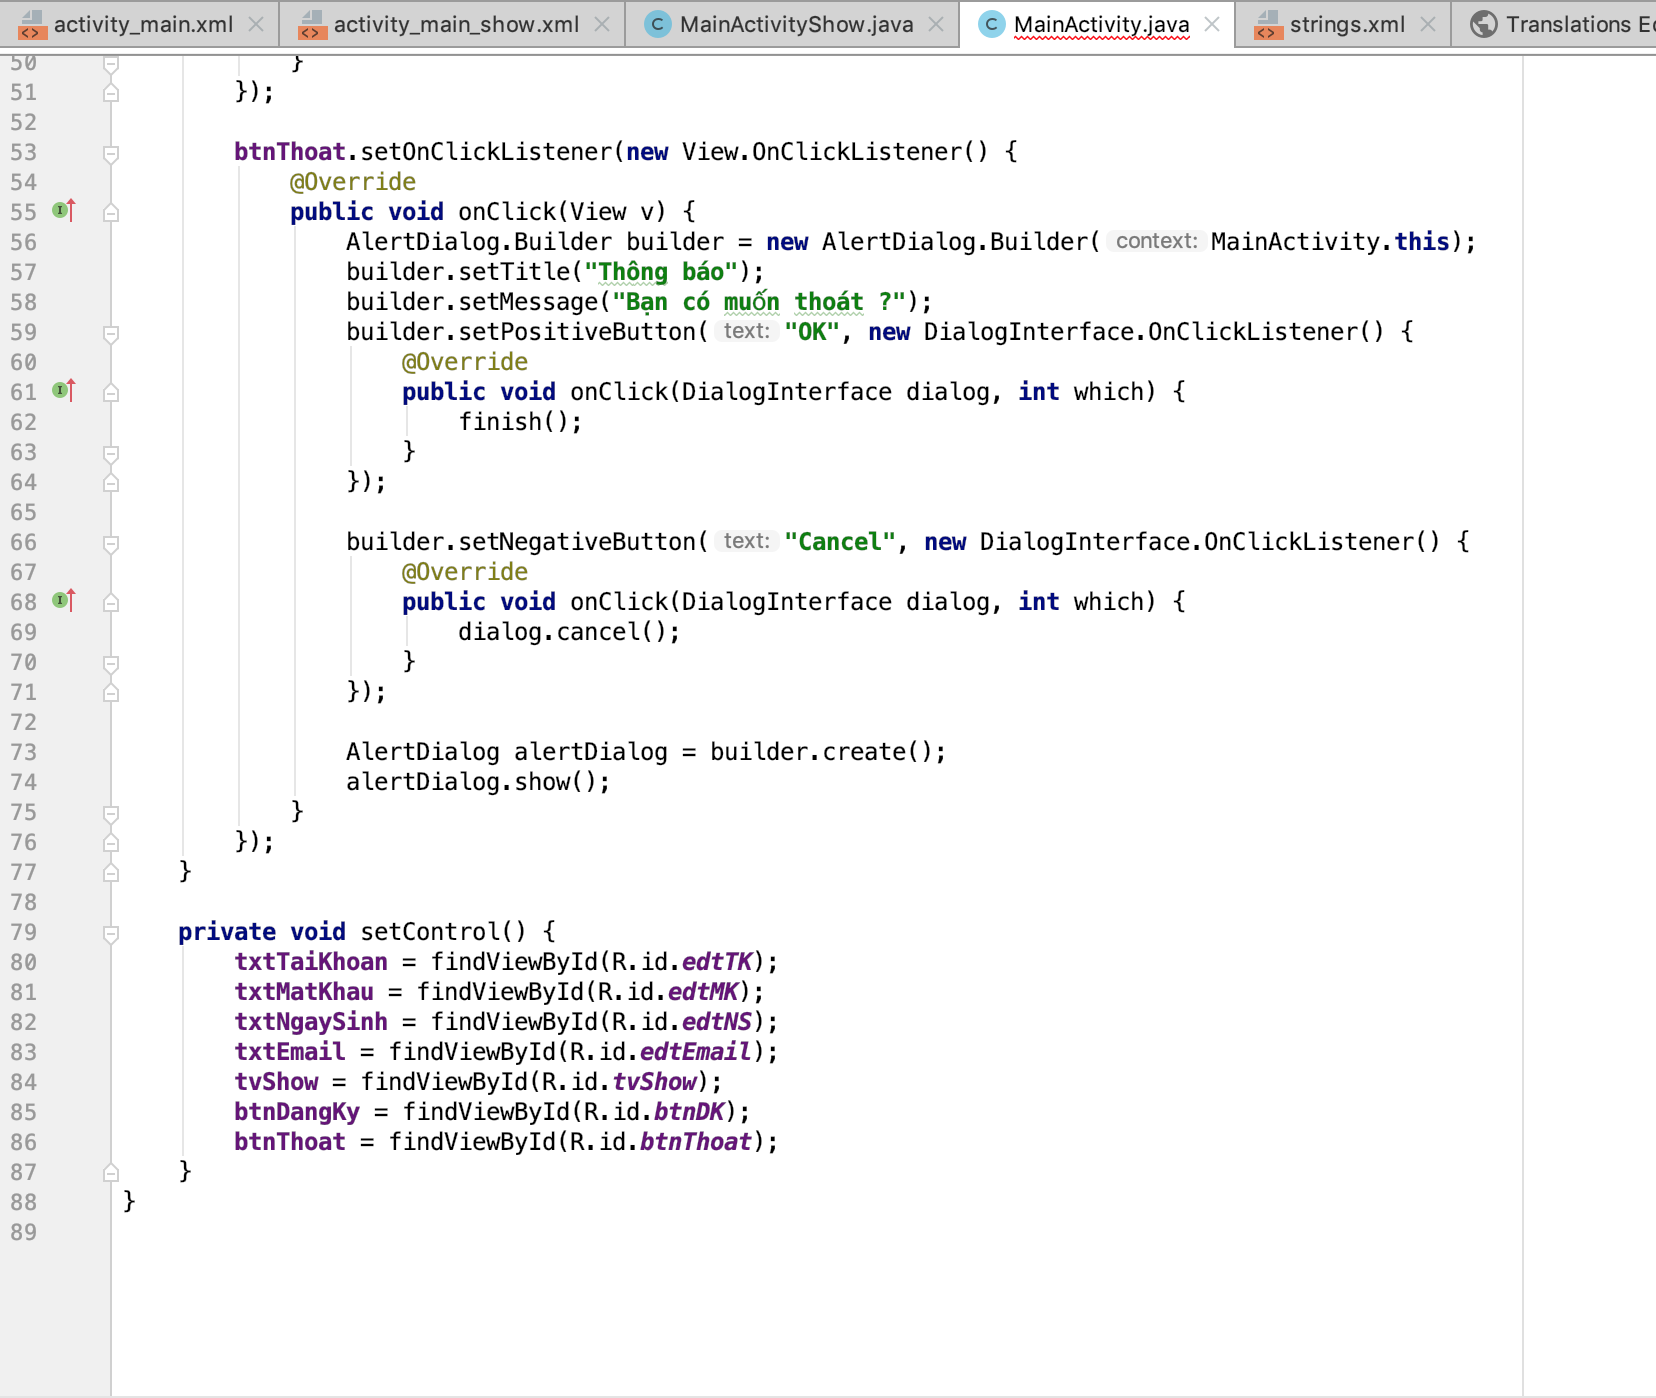 activity_main.xml activity_main_show.xml MainActivityShow.java MainActivity.java strings.xml Translations
50 }
51 });
52
53 btnThoat.setOnClickListener(new View.OnClickListener() {
54 @Override
55 public void onClick(View v) {
56 AlertDialog.Builder builder = new AlertDialog.Builder( context: MainActivity.this);
57 builder.setTitle("Thông báo");
58 builder.setMessage("Bạn có muốn thoát ?");
59 builder.setPositiveButton( text: "OK", new DialogInterface.OnClickListener() {
60 @Override
61 public void onClick(DialogInterface dialog, int which) {
62 finish();
63 }
64 });
65
66 builder.setNegativeButton( text: "Cancel", new DialogInterface.OnClickListener() {
67 @Override
68 public void onClick(DialogInterface dialog, int which) {
69 dialog.cancel();
70 }
71 });
72
73 AlertDialog alertDialog = builder.create();
74 alertDialog.show();
75 }
76 });
77 }
78
79 private void setControl() {
80 txtTaiKhoan = findViewById(R.id.edtTK);
81 txtMatKhau = findViewById(R.id.edtMK);
82 txtNgaySinh = findViewById(R.id.edtNS);
83 txtEmail = findViewById(R.id.edtEmail);
84 tvShow = findViewById(R.id.tvShow);
85 btnDangKy = findViewById(R.id.btnDK);
86 btnThoat = findViewById(R.id.btnThoat);
87 }
88 }
89